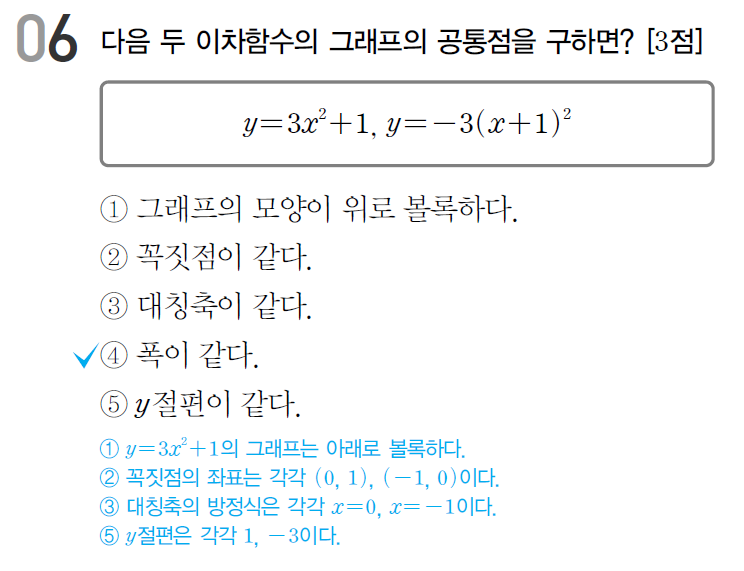 06 다음 두 이차함수의 그래프의 공통점을 구하면? [3점]
y=3x²+1, y=-3(x+1)²
① 그래프의 모양이 위로 볼록하다.
② 꼭짓점이 같다.
③ 대칭축이 같다.
④ 폭이 같다.
⑤ y절편이 같다.
① y=3x²+1의 그래프는 아래로 볼록하다.
② 꼭짓점의 좌표는 각각 (0, 1), (-1, 0)이다.
③ 대칭축의 방정식은 각각 x=0, x=-1이다.
⑤ y절편은 각각 1, -3이다.